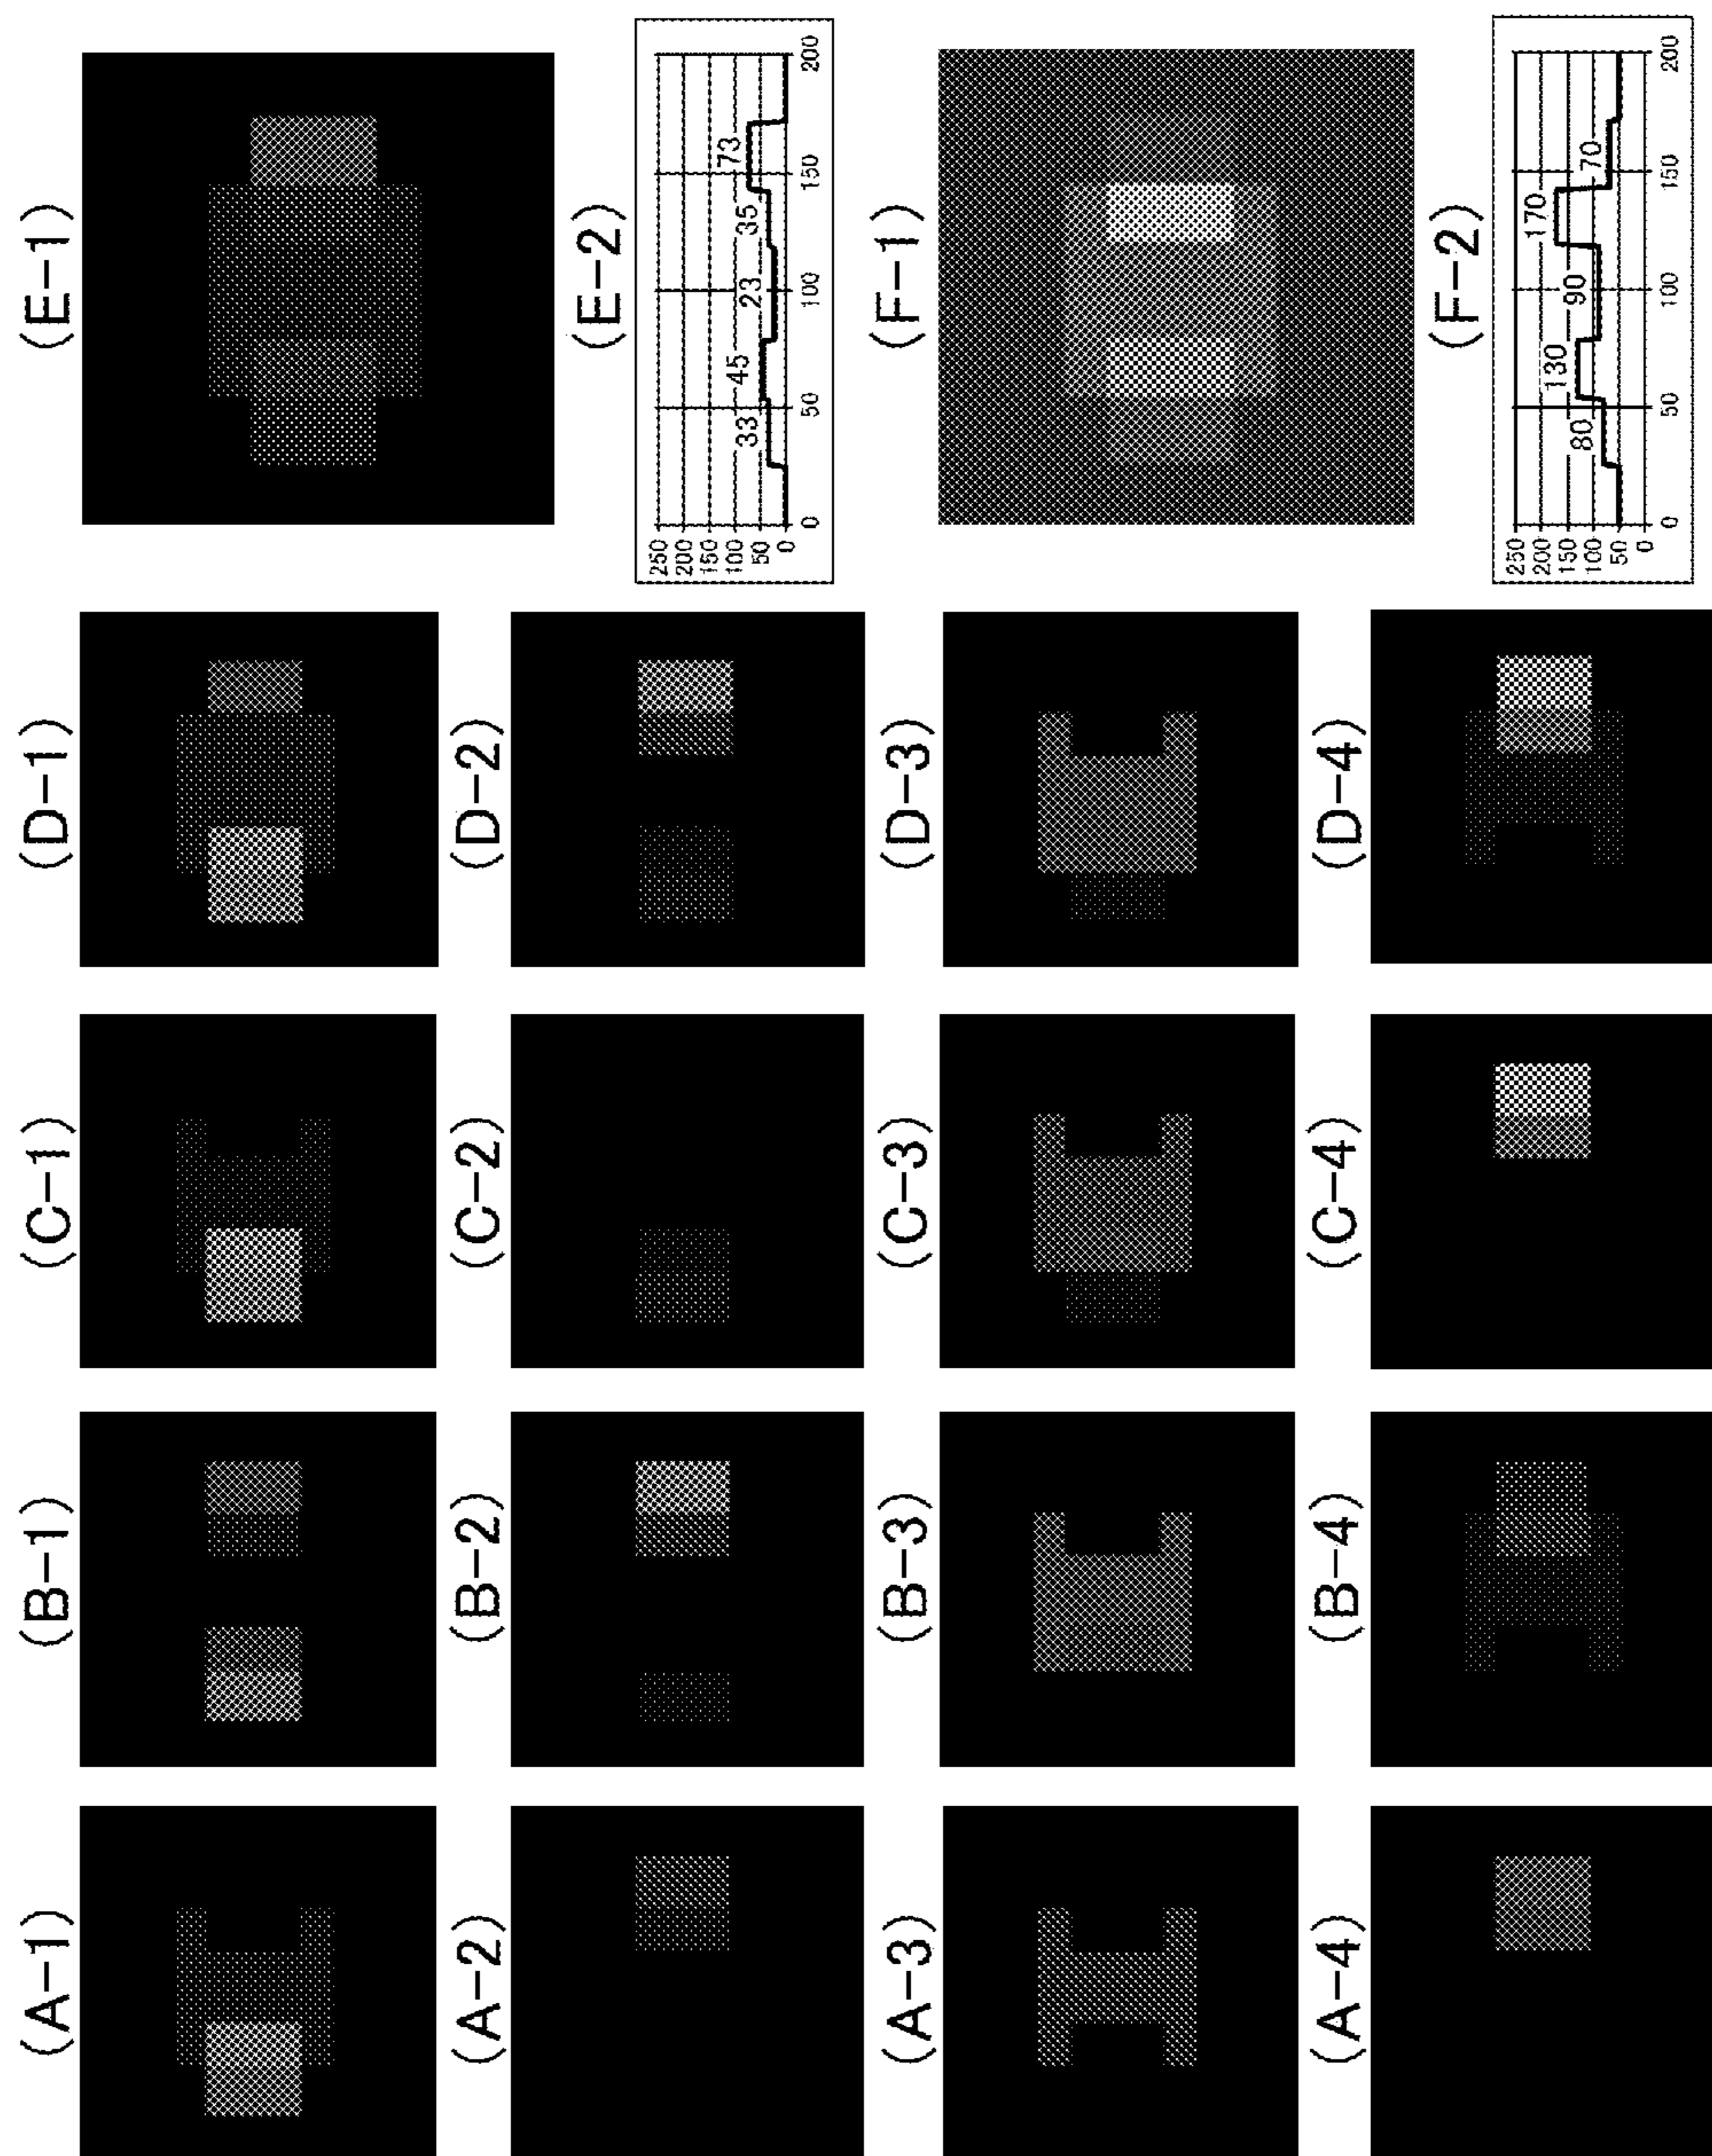 (A-1) (B-1) (C-1) (D-1) (E-1)
(A-2) (B-2) (C-2) (D-2)
(E-2)
250
200
150
100
50
0
33 45 23 35 73
0 50 100 150 200
(A-3) (B-3) (C-3) (D-3) (F-1)
(A-4) (B-4) (C-4) (D-4)
(F-2)
250
200
150
100
50
0
80 130 90 170 70
0 50 100 150 200